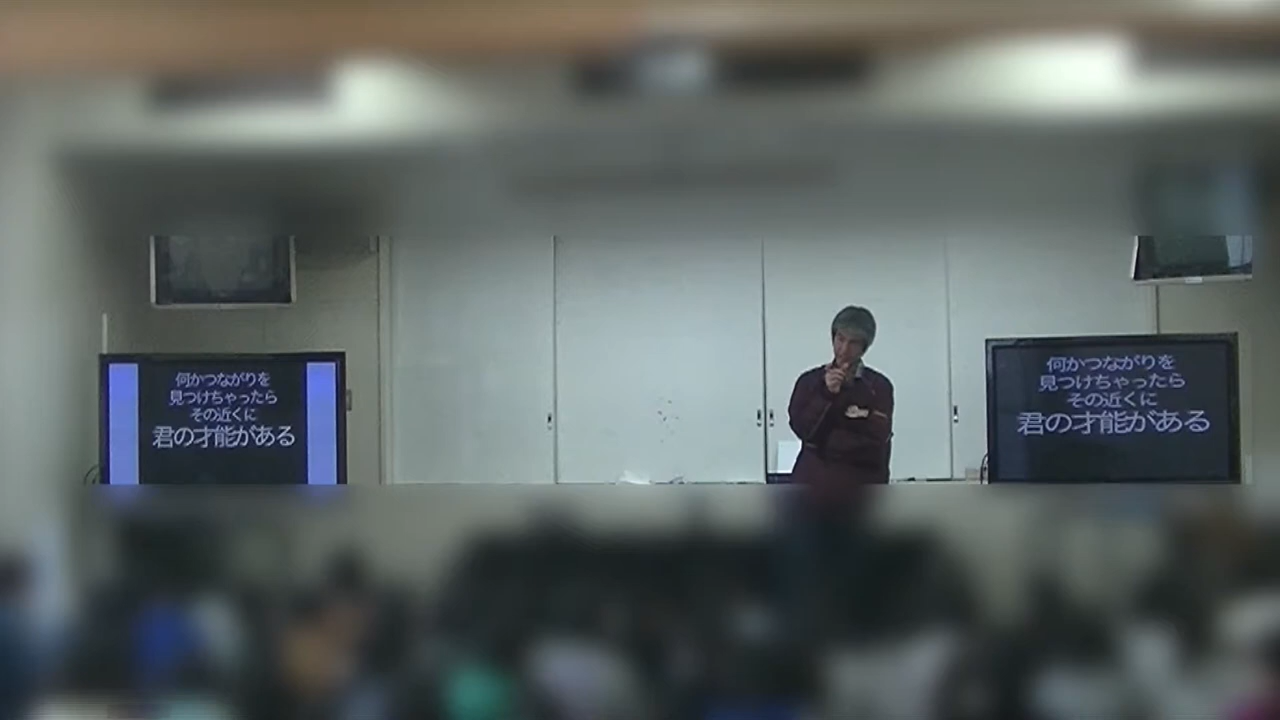 何かつながりを
見つけちゃったら
その近くに
君の才能がある
何かつながりを
見つけちゃったら
その近くに
君の才能がある